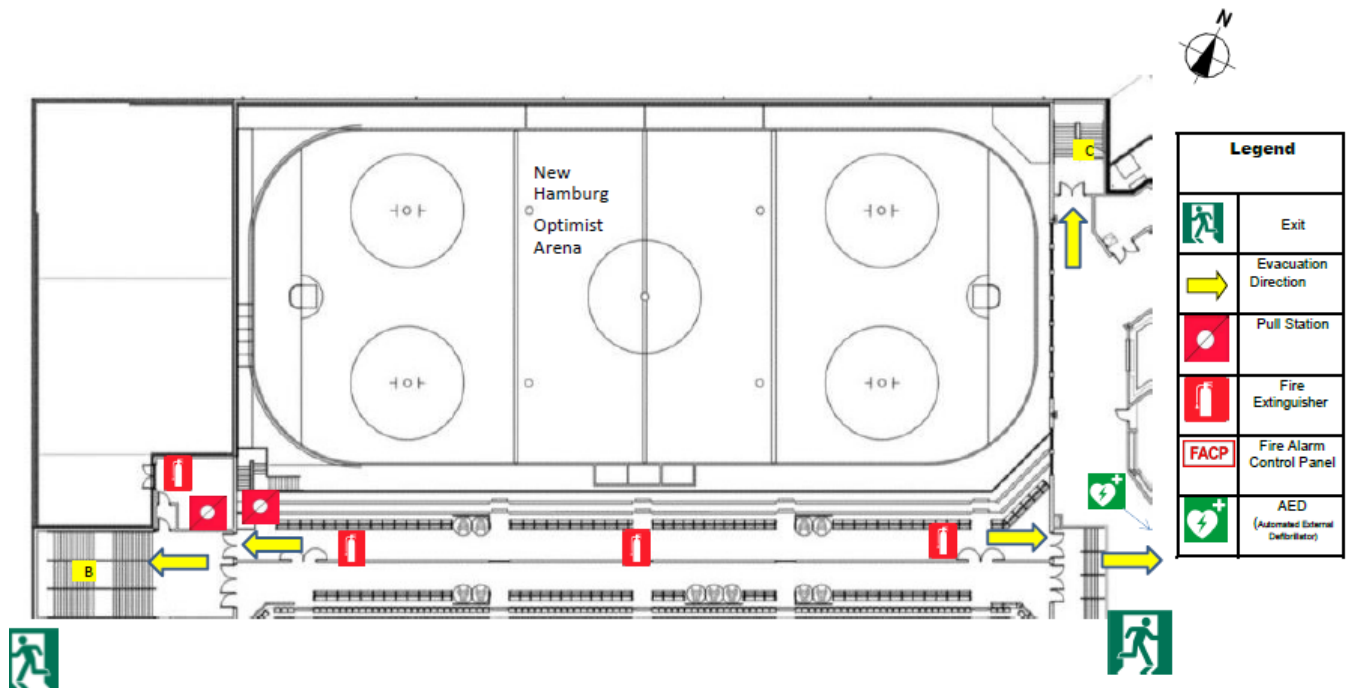 N
New
Hamburg
Optimist
Arena
C
B
Legend
Exit
Evacuation
Direction
Pull Station
Fire
Extinguisher
FACP
Fire Alarm
Control Panel
AED
(Automated External
Defibrillator)